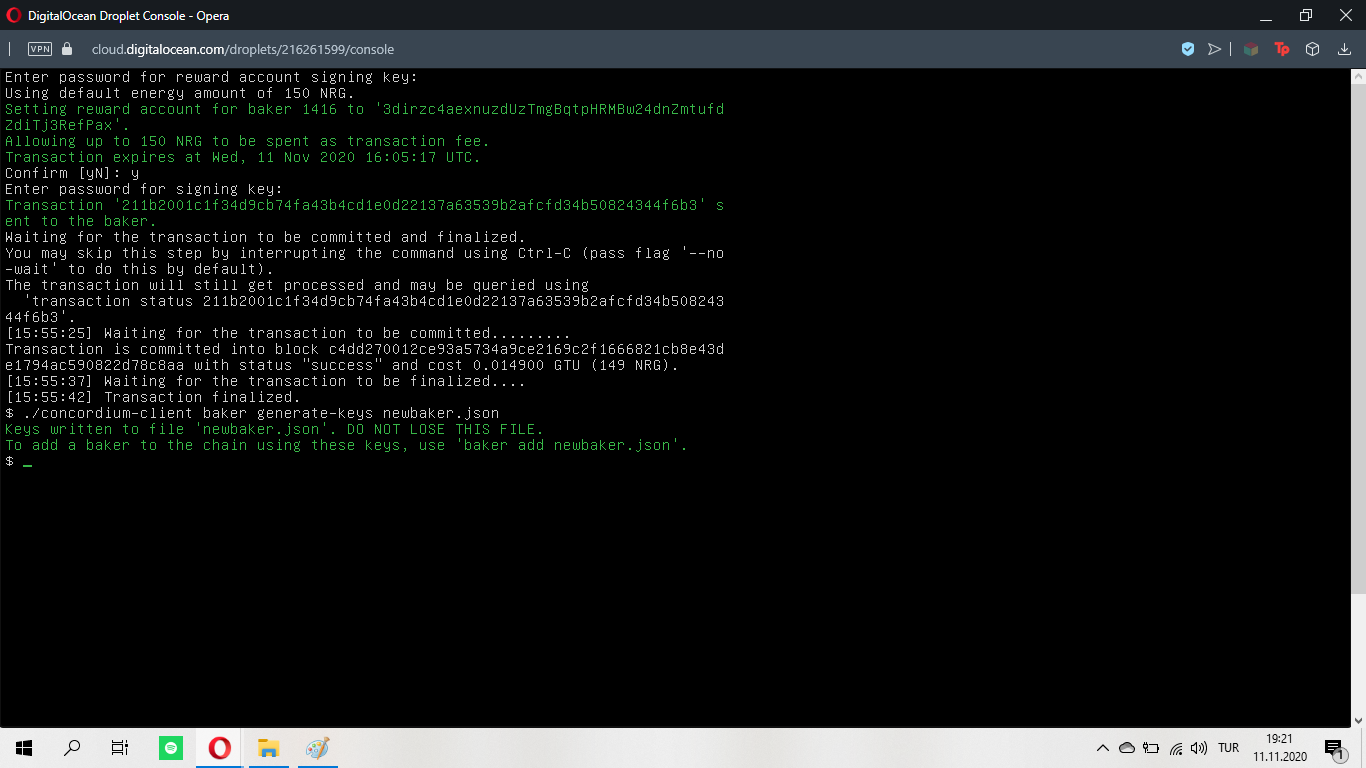 DigitalOcean Droplet Console - Opera
VPN cloud.digitalocean.com/droplets/216261599/console
Tp
Enter password for reward account signing key:
Using default energy amount of 150 NRG.
Setting reward account for baker 1416 to '3dirzc4aexnuzdUzTmgBqtpHRMBw24dnZmtufd
ZdiTj3RefPax'.
Allowing up to 150 NRG to be spent as transaction fee.
Transaction expires at Wed, 11 Nov 2020 16:05:17 UTC.
Confirm [yN]: y
Enter password for signing key:
Transaction '211b2001c1f34d9cb74fa43b4cd1e0d22137a63539b2afcfd34b50824344f6b3' s
ent to the baker.
Waiting for the transaction to be committed and finalized.
You may skip this step by interrupting the command using Ctrl-C (pass flag '--no
-wait' to do this by default).
The transaction will still get processed and may be queried using
'transaction status 211b2001c1f34d9cb74fa43b4cd1e0d22137a63539b2afcfd34b508243
44f6b3'.
[15:55:25] Waiting for the transaction to be committed.........
Transaction is committed into block c4dd270012ce93a5734a9ce2169c2f1666821cb8e43d
e1794ac590822d78c8aa with status "success" and cost 0.014900 GTU (149 NRG).
[15:55:37] Waiting for the transaction to be finalized....
[15:55:42] Transaction finalized.
$ ./concordium-client baker generate-keys newbaker.json
Keys written to file 'newbaker.json'. DO NOT LOSE THIS FILE.
To add a baker to the chain using these keys, use 'baker add newbaker.json'.
$ _
TUR
19:21
11.11.2020
1